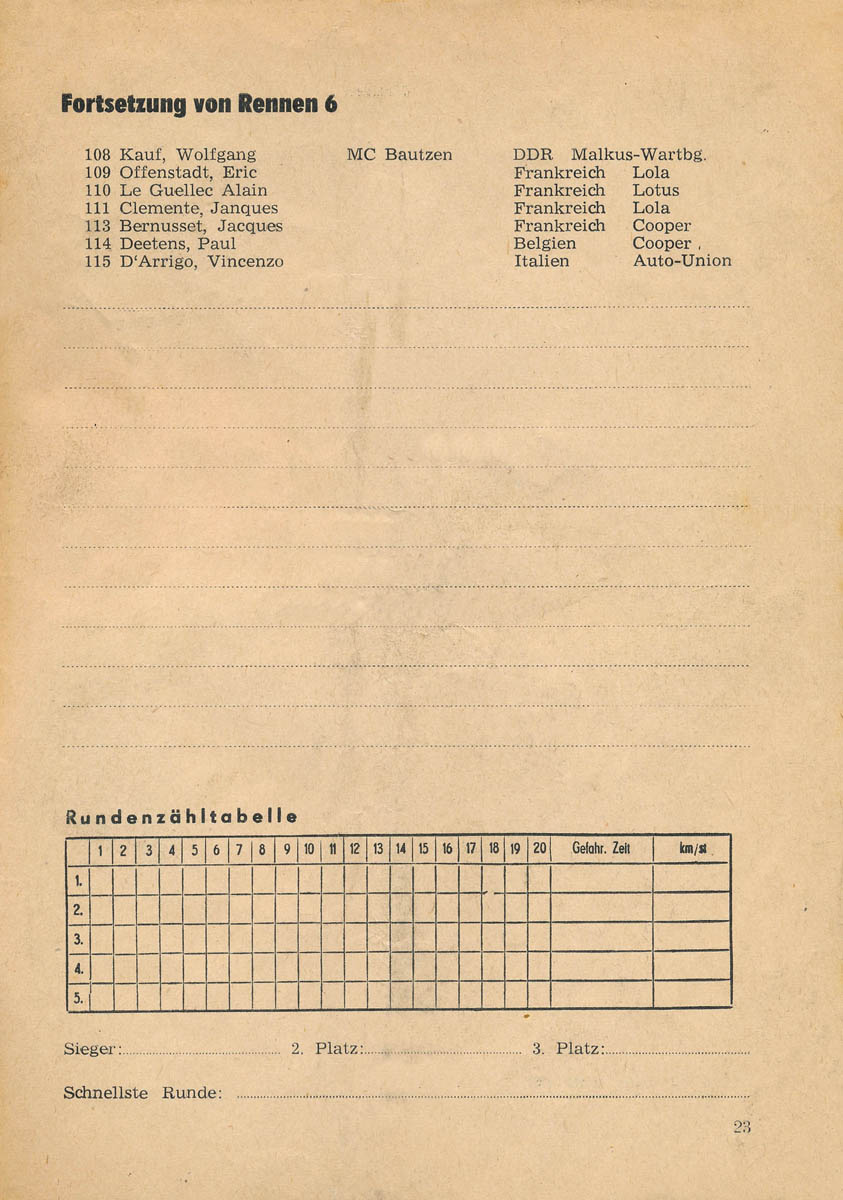 Fortsetzung von Rennen 6
108 Kauf, Wolfgang MC Bautzen DDR Malkus-Wartbg.
109 Offenstadt, Eric Frankreich Lola
110 Le Guellec Alain Frankreich Lotus
111 Clemente, Janques Frankreich Lola
113 Bernusset, Jacques Frankreich Cooper
114 Deetens, Paul Belgien Cooper
115 D'Arrigo, Vincenzo Italien Auto-Union
Rundenzähltabelle
1 2 3 4 5 6 7 8 9 10 11 12 13 14 15 16 17 18 19 20 Gefahr. Zeit km/st
1.
2.
3.
4.
5.
Sieger: 2. Platz: 3. Platz:
Schnellste Runde:
23